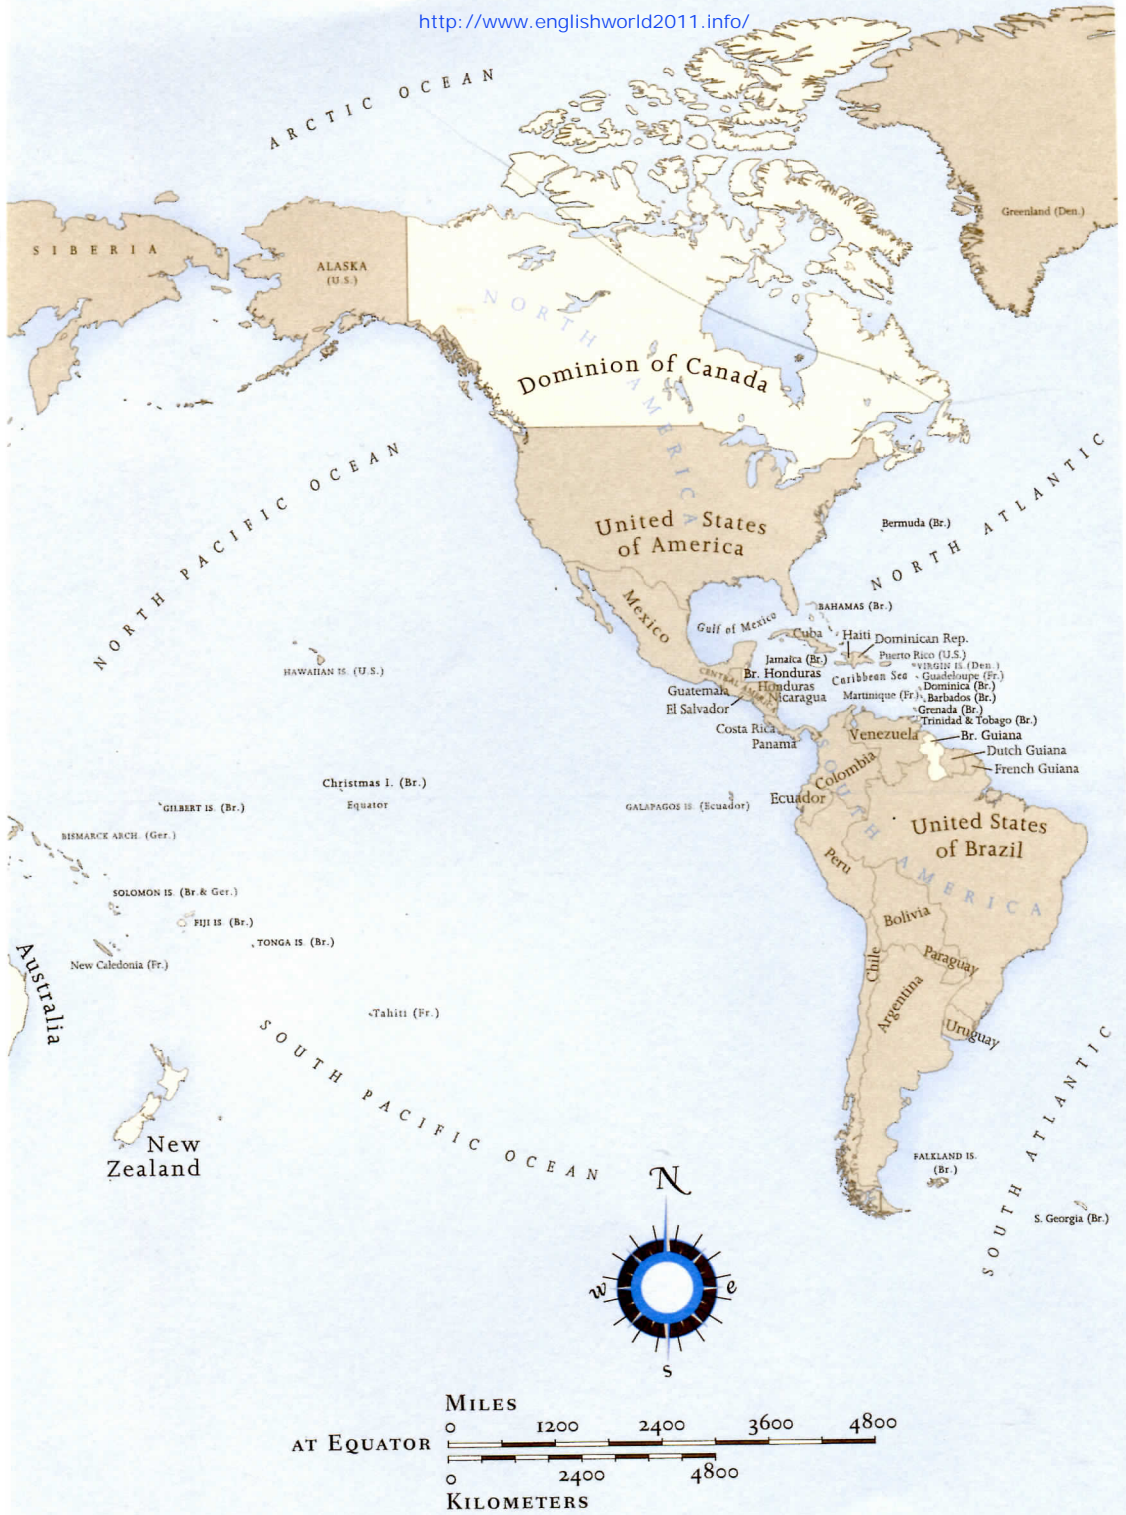 http://www.englishworld2011.info/
ARCTIC OCEAN
Greenland (Den.)
SIBERIA
ALASKA
(U.S.)
NORTH AMERICA
Dominion of Canada
NORTH PACIFIC OCEAN
United States
of America
Bermuda (Br.)
NORTH ATLANTIC
Mexico
Gulf of Mexico
BAHAMAS (Br.)
Cuba
Haiti
Dominican Rep.
HAWAIIAN IS. (U.S.)
Jamaica (Br.)
Puerto Rico (U.S.)
VIRGIN IS. (Den.)
CENTRAL AMERICA
Br. Honduras
Caribbean Sea
Guadeloupe (Fr.)
Guatemala
Honduras
Dominica (Br.)
Nicaragua
Martinique (Fr.)
Barbados (Br.)
El Salvador
Grenada (Br.)
Trinidad & Tobago (Br.)
Costa Rica
Venezuela
Br. Guiana
Panama
Dutch Guiana
Colombia
French Guiana
Christmas I. (Br.)
Equator
GILBERT IS. (Br.)
GALAPAGOS IS. (Ecuador)
Ecuador
SOUTH AMERICA
United States
of Brazil
BISMARCK ARCH. (Ger.)
Peru
SOLOMON IS. (Br. & Ger.)
Bolivia
FIJI IS. (Br.)
TONGA IS. (Br.)
New Caledonia (Fr.)
Australia
Chile
Paraguay
Argentina
Tahiti (Fr.)
Uruguay
SOUTH PACIFIC OCEAN
SOUTH ATLANTIC
New
Zealand
FALKLAND IS.
(Br.)
S. Georgia (Br.)
N
w
e
s
MILES
0 1200 2400 3600 4800
AT EQUATOR
0 2400 4800
KILOMETERS